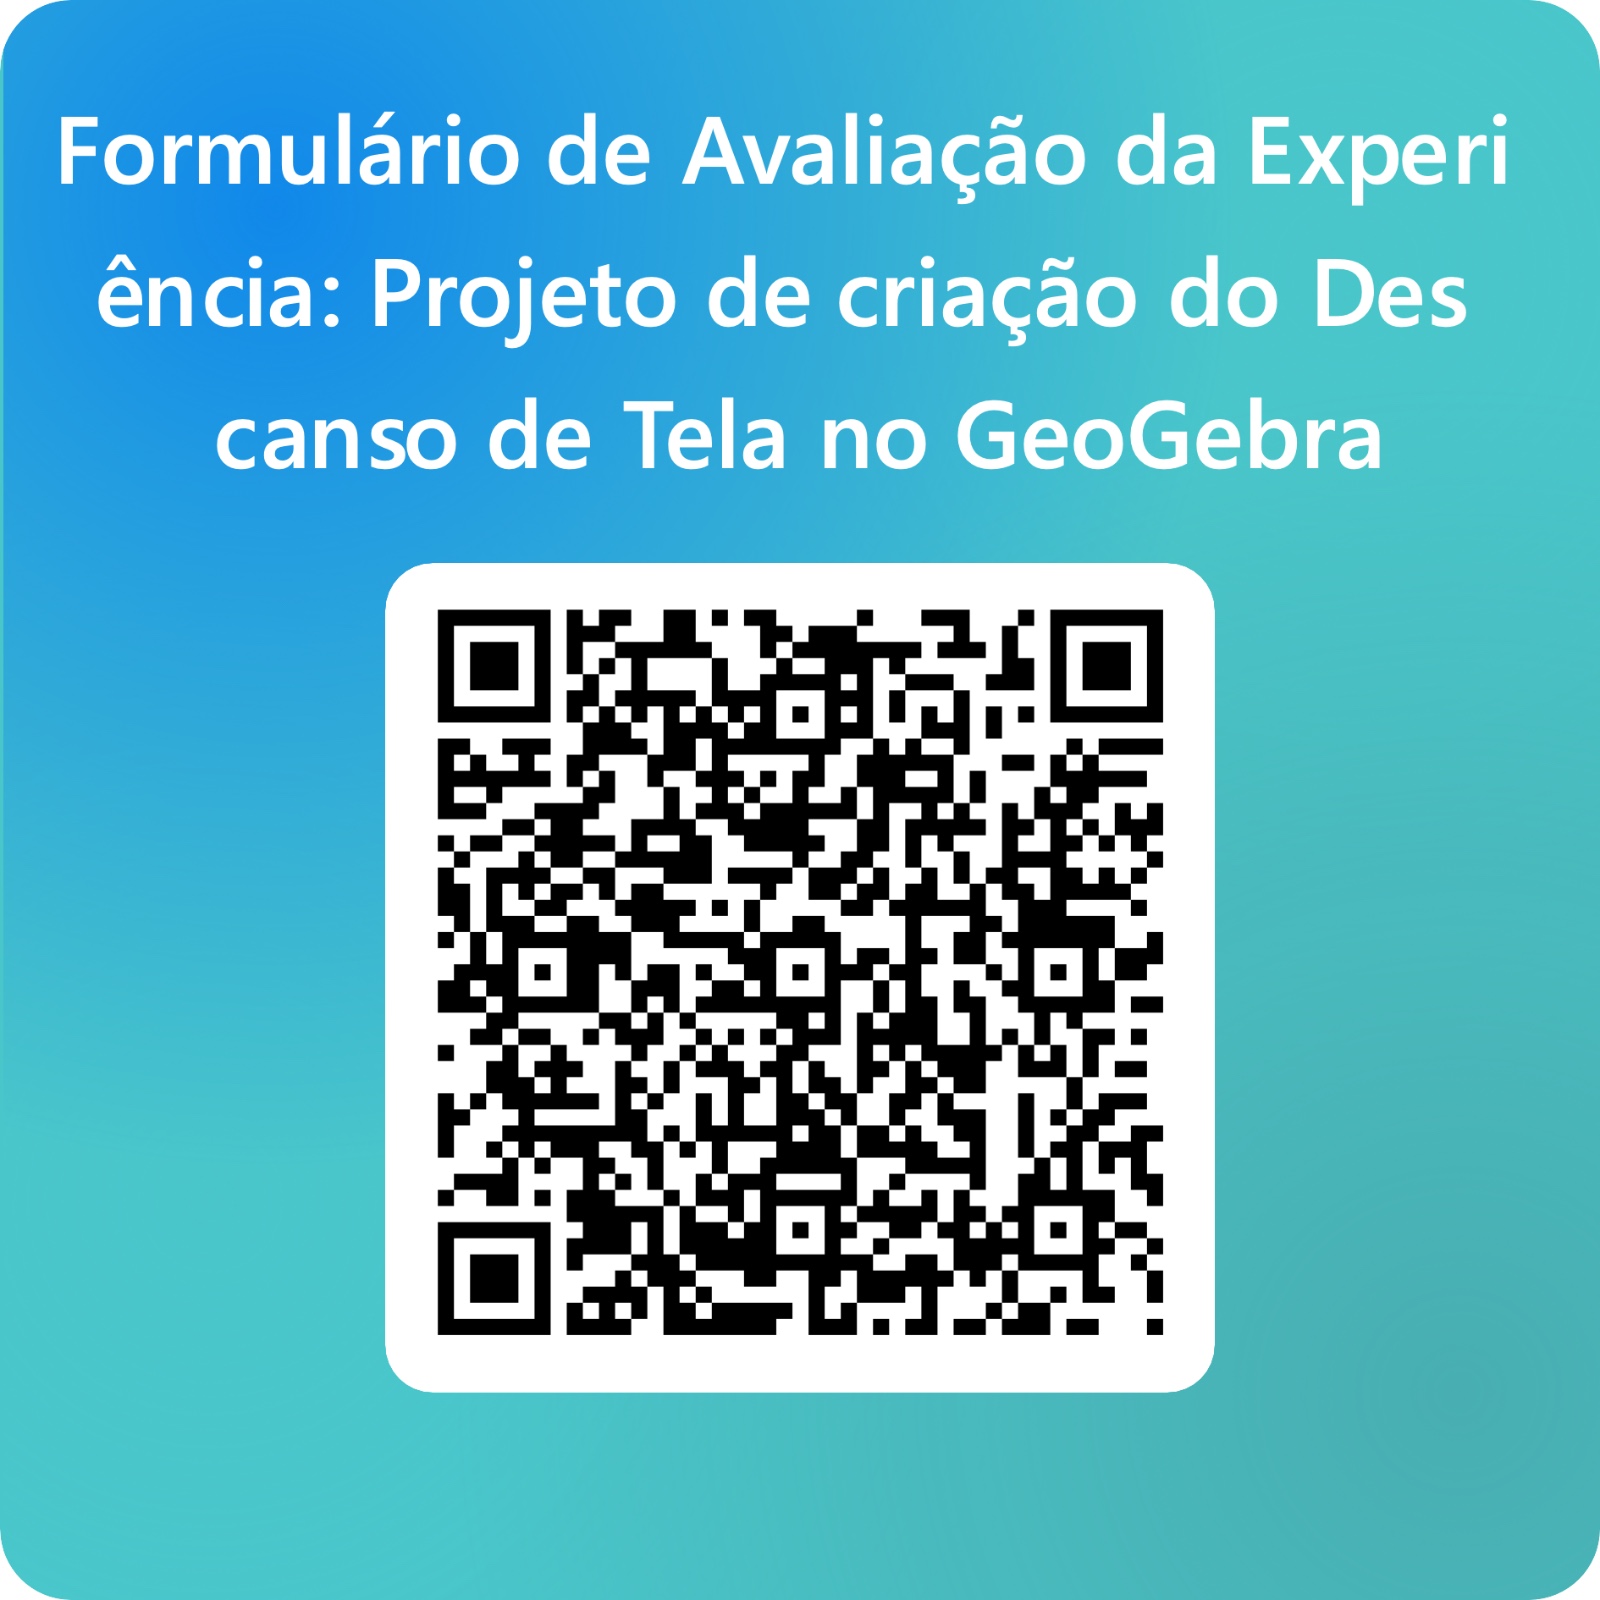 Formulário de Avaliação da Experi
ência: Projeto de criação do Des
canso de Tela no GeoGebra